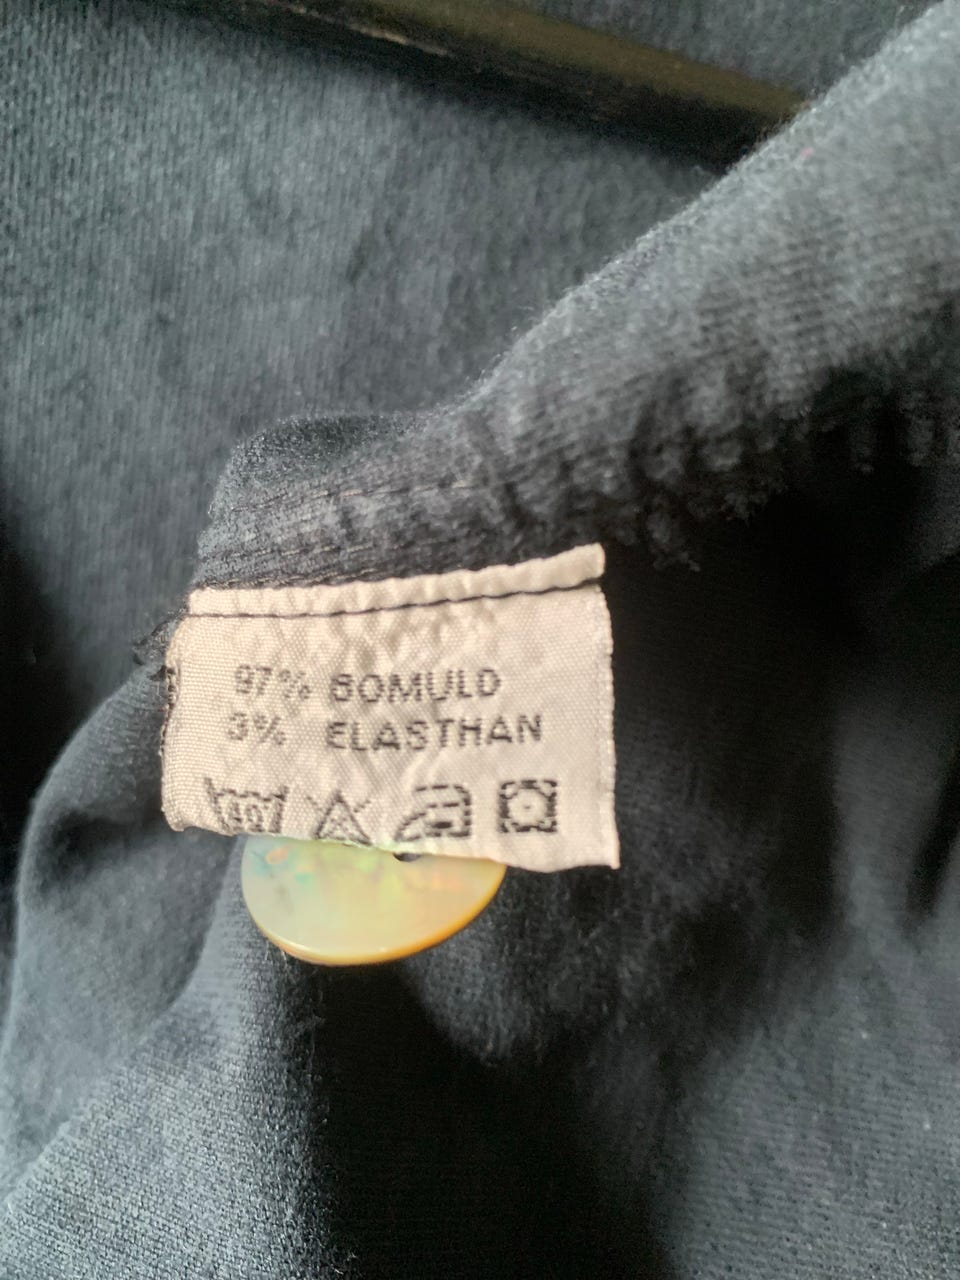 97% BOMULD
3% ELASTHAN